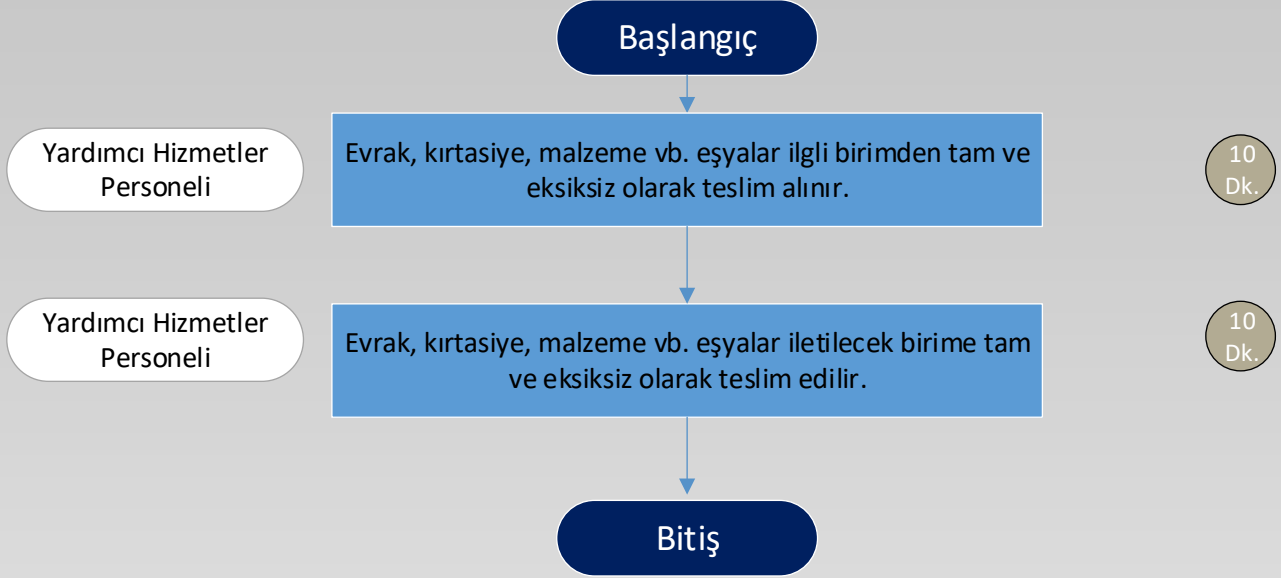 Başlangıç
Yardımcı Hizmetler
Personeli
Evrak, kırtasiye, malzeme vb. eşyalar ilgli birimden tam ve
eksiksiz olarak teslim alınır.
10
Dk.
Yardımcı Hizmetler
Personeli
Evrak, kırtasiye, malzeme vb. eşyalar iletilecek birime tam
ve eksiksiz olarak teslim edilir.
10
Dk.
Bitiş